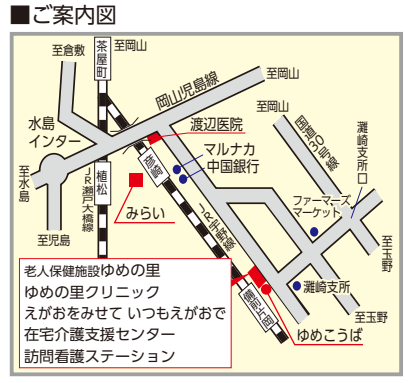 ■ご案内図
至倉敷
茶屋町
至岡山
岡山児島線
至岡山
至岡山
水島
インター
渡辺医院
国道30号線
灘崎支所口
マルナカ
中国銀行
彦崎
至水島
植松
JR瀬戸大橋線
みらい
JR宇野線
ファーマーズ
マーケット
至児島
至玉野
老人保健施設ゆめの里
ゆめの里クリニック
えがおをみせて いつもえがおで
在宅介護支援センター
訪問看護ステーション
備前片岡
灘崎支所
至玉野
ゆめこうば